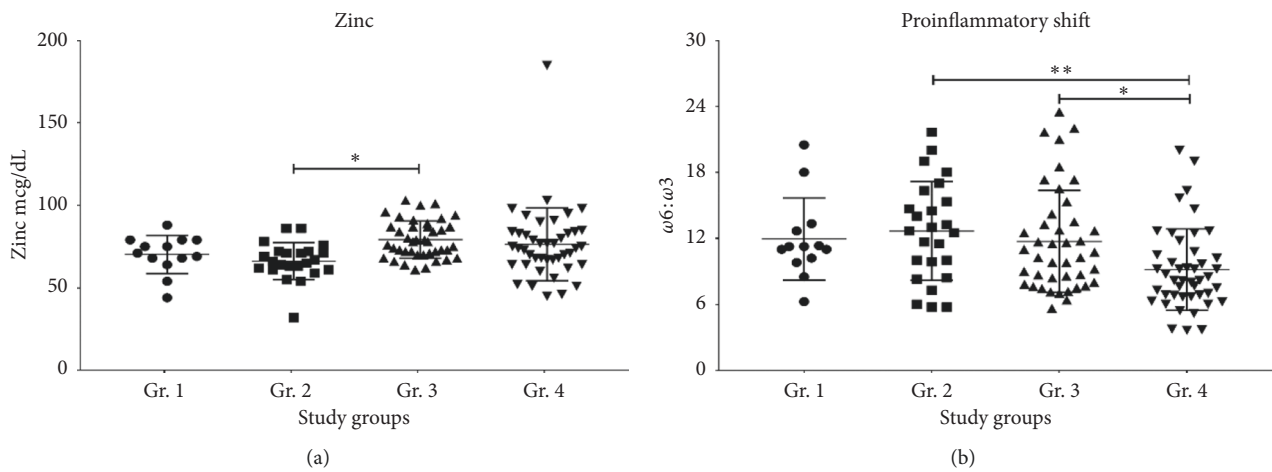 Zinc
200
150
100
50
0
Zinc mcg/dL
*
Gr. 1 Gr. 2 Gr. 3 Gr. 4
Study groups
(a)
Proinflammatory shift
30
24
18
12
6
0
ω6 : ω3
**
*
Gr. 1 Gr. 2 Gr. 3 Gr. 4
Study groups
(b)